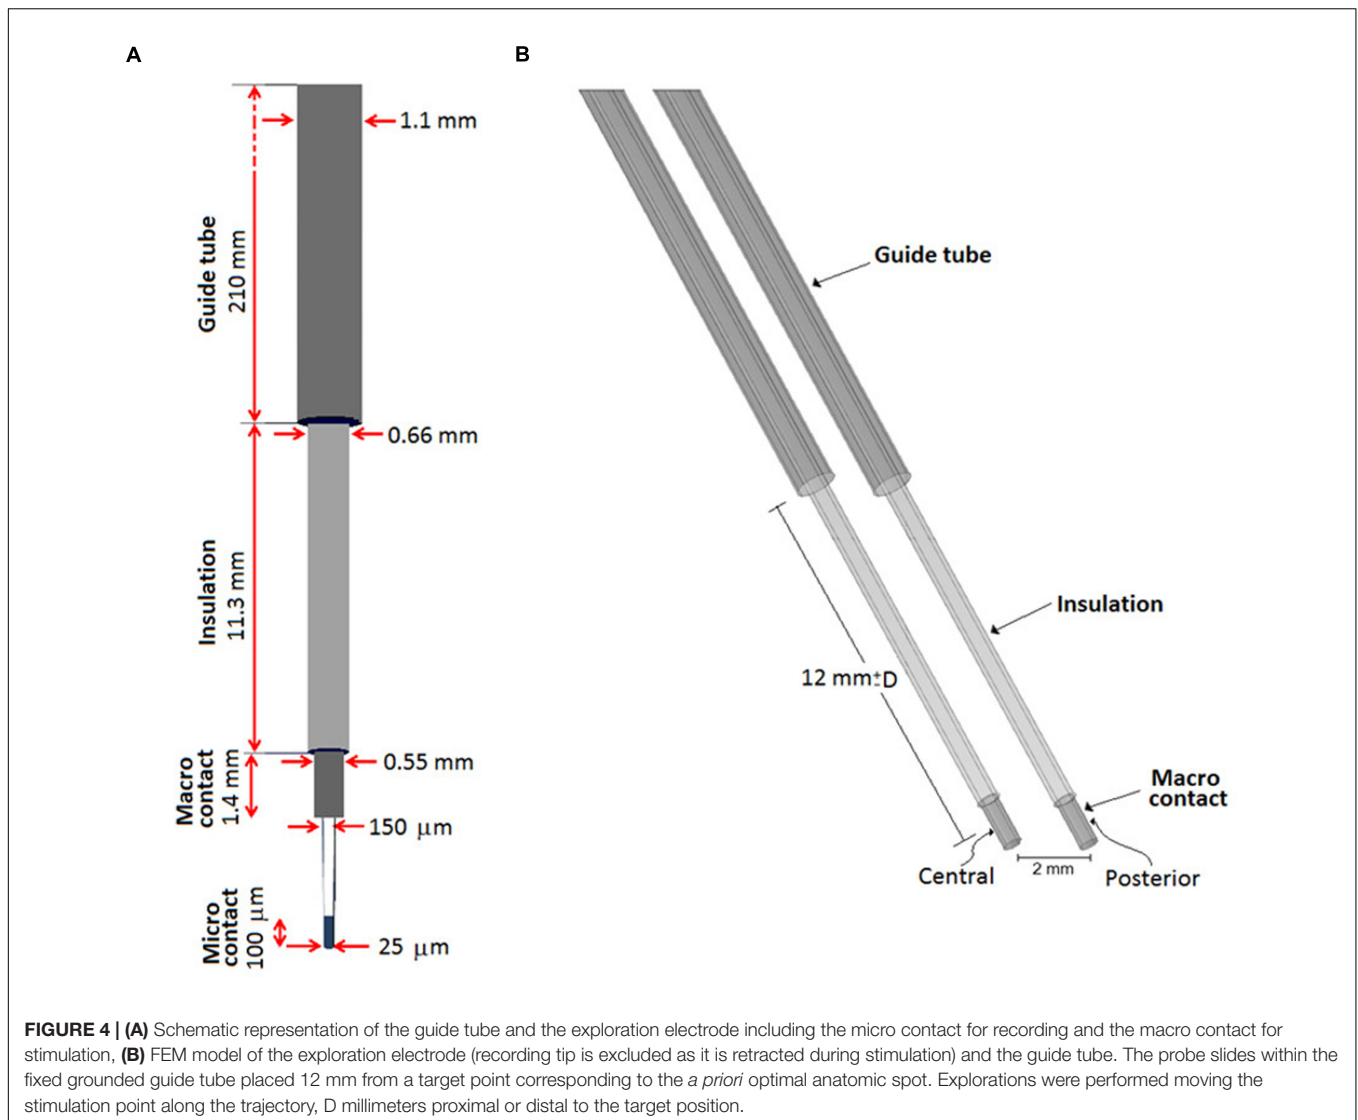 A
B
1.1 mm
Guide tube
210 mm
0.66 mm
Insulation
11.3 mm
0.55 mm
Macro
contact
1.4 mm
150 μm
Micro
contact
100 μm
25 μm
Guide tube
Insulation
12 mm±D
Macro
contact
Central
2 mm
Posterior
FIGURE 4 | (A) Schematic representation of the guide tube and the exploration electrode including the micro contact for recording and the macro contact for
stimulation, (B) FEM model of the exploration electrode (recording tip is excluded as it is retracted during stimulation) and the guide tube. The probe slides within the
fixed grounded guide tube placed 12 mm from a target point corresponding to the a priori optimal anatomic spot. Explorations were performed moving the
stimulation point along the trajectory, D millimeters proximal or distal to the target position.